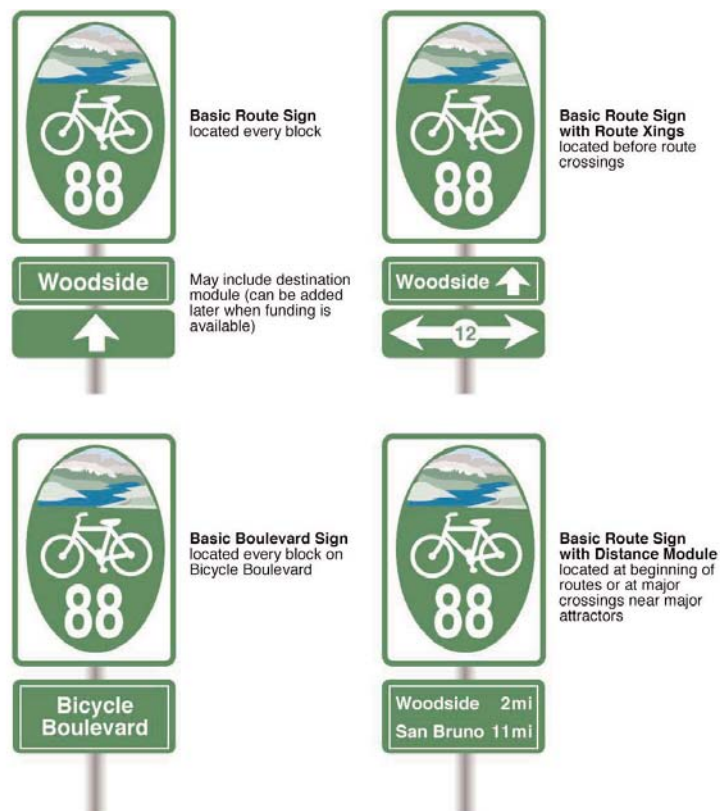 88
Basic Route Sign
located every block
Woodside
May include destination
module (can be added
later when funding is
available)
88
Basic Route Sign
with Route Xings
located before route
crossings
Woodside
12
88
Basic Boulevard Sign
located every block on
Bicycle Boulevard
Bicycle
Boulevard
88
Basic Route Sign
with Distance Module
located at beginning of
routes or at major
crossings near major
attractors
Woodside 2mi
San Bruno 11mi